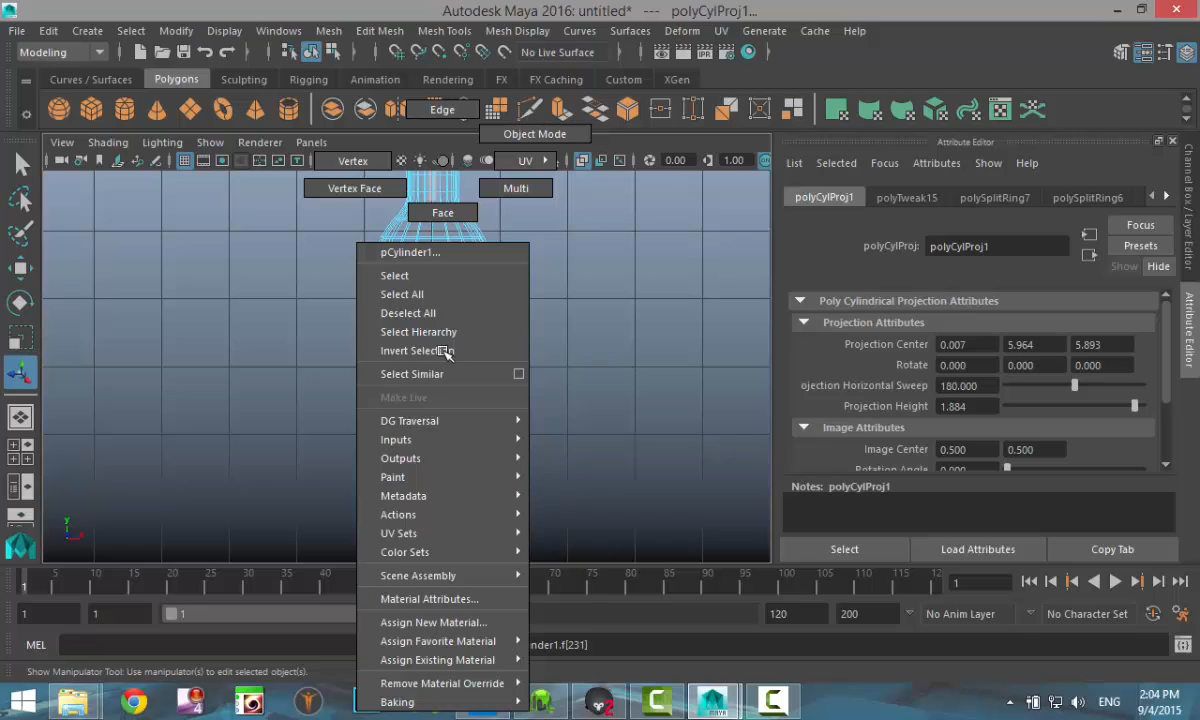 Autodesk Maya 2016: untitled* --- polyCylProj1...
File Edit Create Select Modify Display Windows Mesh Edit Mesh Mesh Tools Mesh Display Curves Surfaces Deform UV Generate Cache Help
Modeling No Live Surface
Curves / Surfaces Polygons Sculpting Rigging Animation Rendering FX FX Caching Custom XGen
Edge
Object Mode
View Shading Lighting Show Renderer Panels
Attribute Editor
Vertex UV 0.00 1.00
List Selected Focus Attributes Show Help
Vertex Face Multi
polyCylProj1 polyTweak15 polySplitRing7 polySplitRing6
Face
Focus
polyCylProj: polyCylProj1 Presets
Show Hide
pCylinder1...
Select
Select All
Deselect All
Select Hierarchy
Invert Selection
Select Similar
Make Live
DG Traversal
Inputs
Outputs
Paint
Metadata
Actions
UV Sets
Color Sets
Scene Assembly
Material Attributes...
Assign New Material...
Assign Favorite Material
Assign Existing Material
Remove Material Override
Baking
Poly Cylindrical Projection Attributes
Projection Attributes
Projection Center 0.007 5.964 5.893
Rotate 0.000 0.000 0.000
ojection Horizontal Sweep 180.000
Projection Height 1.884
Image Attributes
Image Center 0.500 0.500
Rotation Angle 0.000
Notes: polyCylProj1
Select Load Attributes Copy Tab
Channel Box / Layer Editor
Attribute Editor
y
x
5 10 15 20 25 30 35 40 70 75 80 85 90 95 100 105 110 115 12
1
1 1 1 120 200 No Anim Layer No Character Set
MEL nder1.f[231]
Show Manipulator Tool: Use manipulator(s) to edit selected object(s).
ENG
2:04 PM
9/4/2015